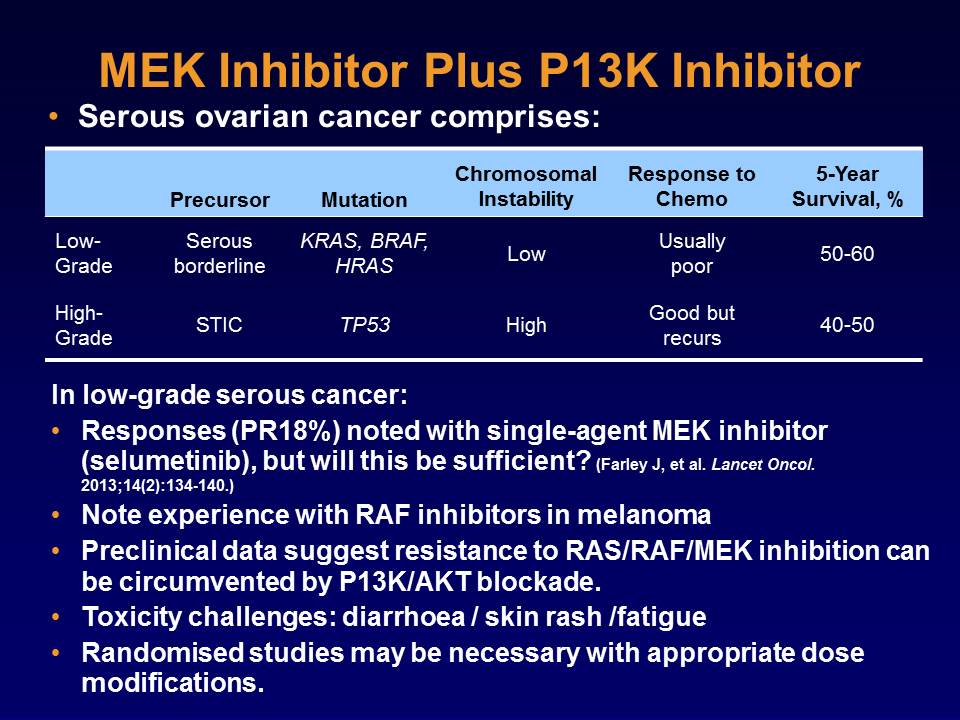 MEK Inhibitor Plus P13K Inhibitor
• Serous ovarian cancer comprises:
Precursor Mutation Chromosomal Instability Response to Chemo 5-Year Survival, %
Low-Grade Serous borderline KRAS, BRAF, HRAS Low Usually poor 50-60
High-Grade STIC TP53 High Good but recurs 40-50
In low-grade serous cancer:
• Responses (PR18%) noted with single-agent MEK inhibitor
(selumetinib), but will this be sufficient? (Farley J, et al. Lancet Oncol.
2013;14(2):134-140.)
• Note experience with RAF inhibitors in melanoma
• Preclinical data suggest resistance to RAS/RAF/MEK inhibition can
be circumvented by P13K/AKT blockade.
• Toxicity challenges: diarrhoea / skin rash /fatigue
• Randomised studies may be necessary with appropriate dose
modifications.